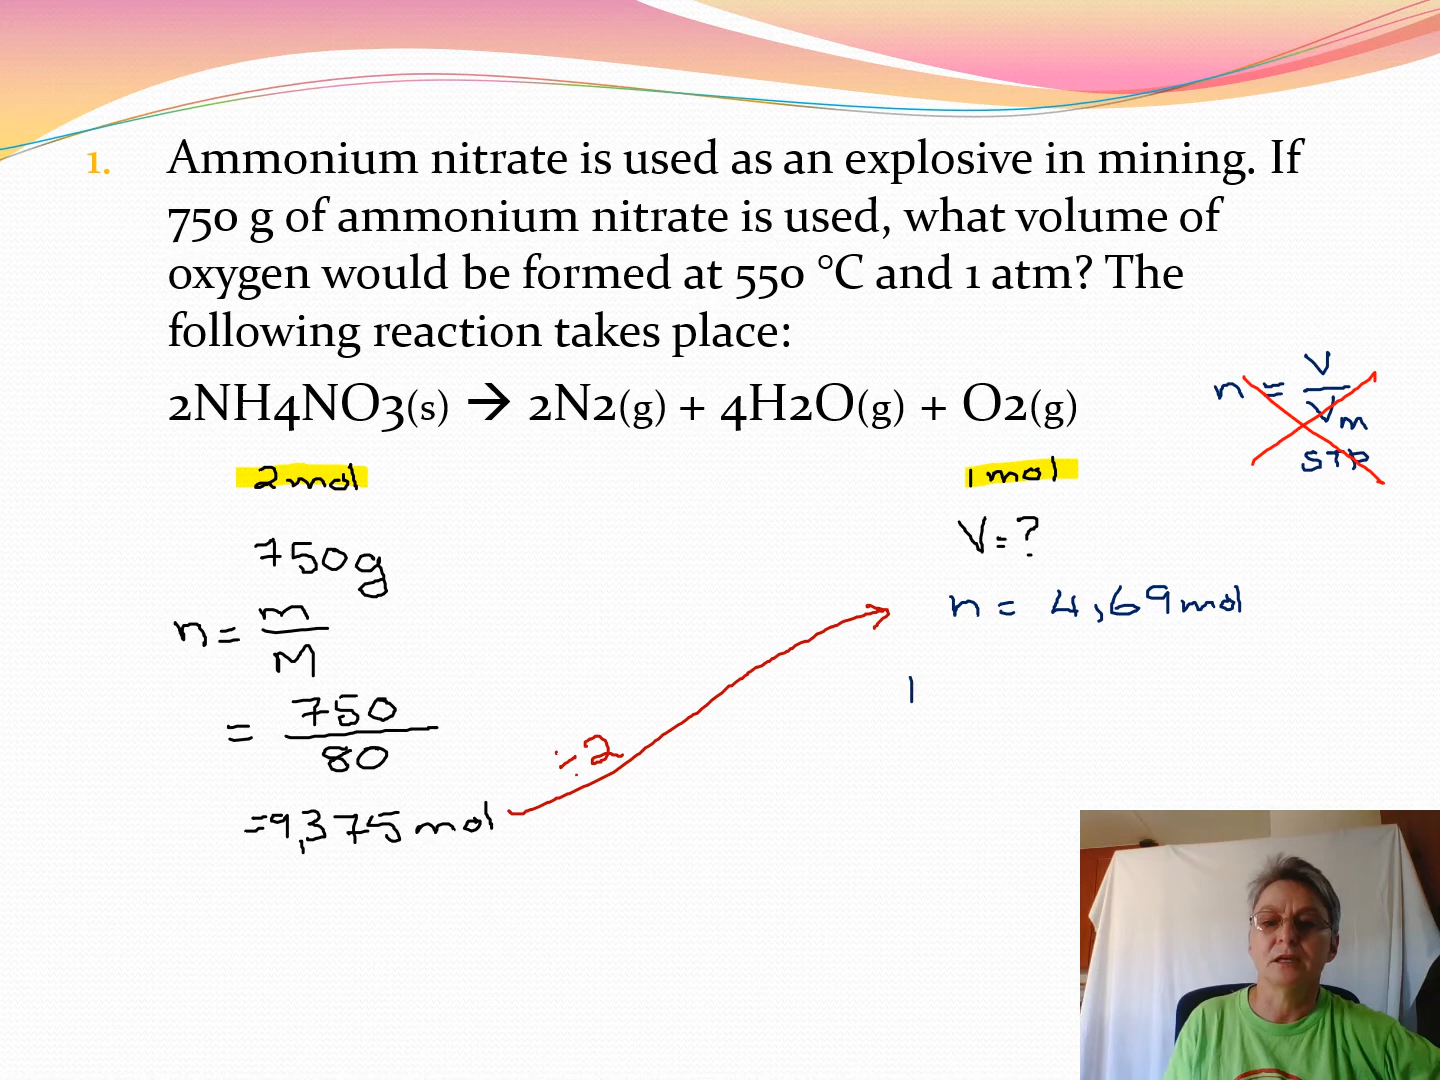 1. Ammonium nitrate is used as an explosive in mining. If
750 g of ammonium nitrate is used, what volume of
oxygen would be formed at 550 °C and 1 atm? The
following reaction takes place:
2NH4NO3(s) → 2N2(g) + 4H2O(g) + O2(g)
n = V / Vm
STP
2 mol
1 mol
750g
n = m / M
= 750 / 80
= 9,375 mol
÷2
V = ?
n = 4,69 mol
1